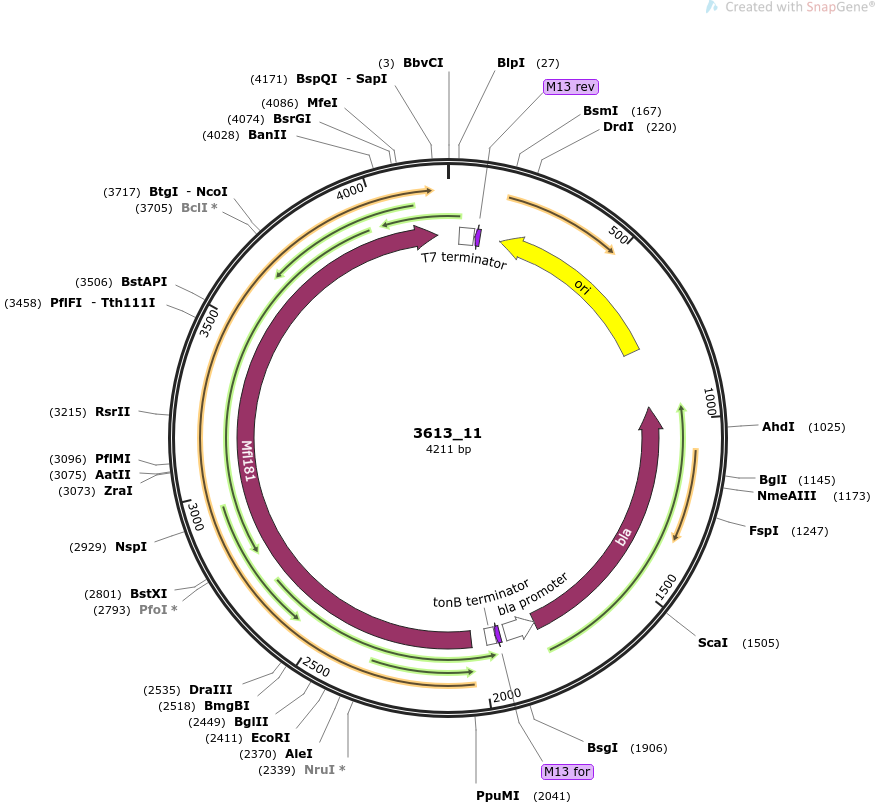 Created with SnapGene®
(3) BbvCI
BlpI (27)
(4171) BspQI - SapI
M13 rev
(4086) MfeI
BsmI (167)
(4074) BsrGI
DrdI (220)
(4028) BanII
4000
(3717) BtgI - NcoI
(3705) BclI *
500
T7 terminator
ori
(3506) BstAPI
(3458) PflFI - Tth111I
3500
1000
(3215) RsrII
AhdI (1025)
3613_11
4211 bp
Mfl181
(3096) PflMI
(3075) AatII
(3073) ZraI
BglI (1145)
NmeAIII (1173)
3000
FspI (1247)
bla
(2929) NspI
(2801) BstXI
(2793) PfoI *
1500
tonB terminator
bla promoter
ScaI (1505)
2500
2000
(2535) DraIII
(2518) BmgBI
(2449) BglII
(2411) EcoRI
(2370) AleI
(2339) NruI *
BsgI (1906)
M13 for
PpuMI (2041)